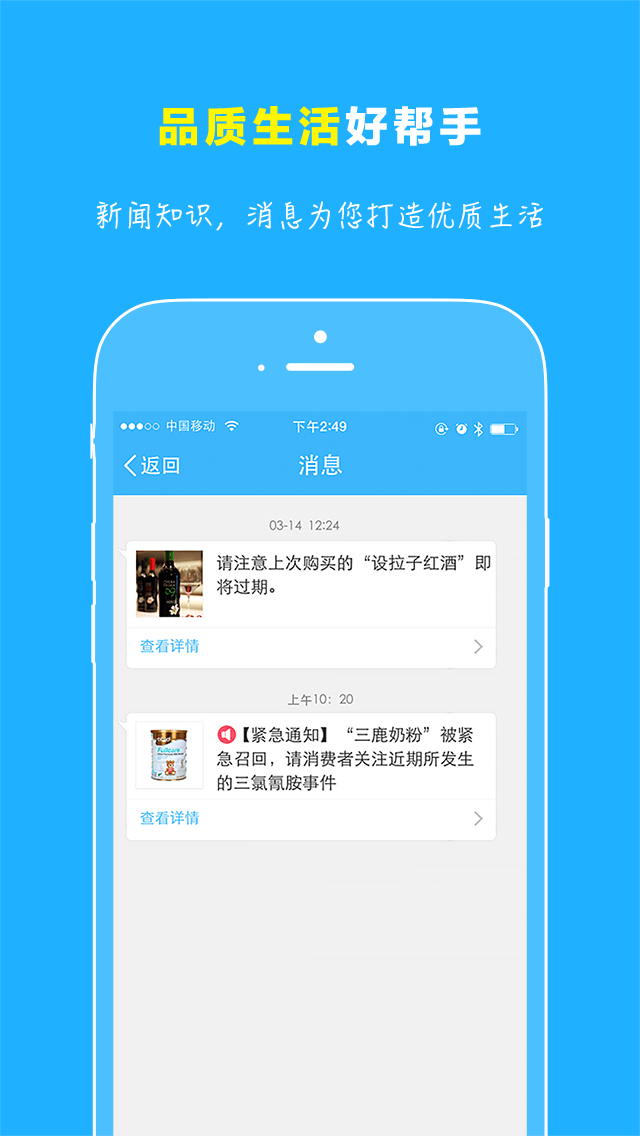 品质生活好帮手
新闻知识，消息为您打造优质生活
中国移动 下午2:49
返回 消息
03-14 12:24
请注意上次购买的“设拉子红酒”即
将过期。
查看详情
上午10：20
【紧急通知】“三鹿奶粉”被紧
急召回，请消费者关注近期所发生
的三氯氰胺事件
Fullcare
查看详情